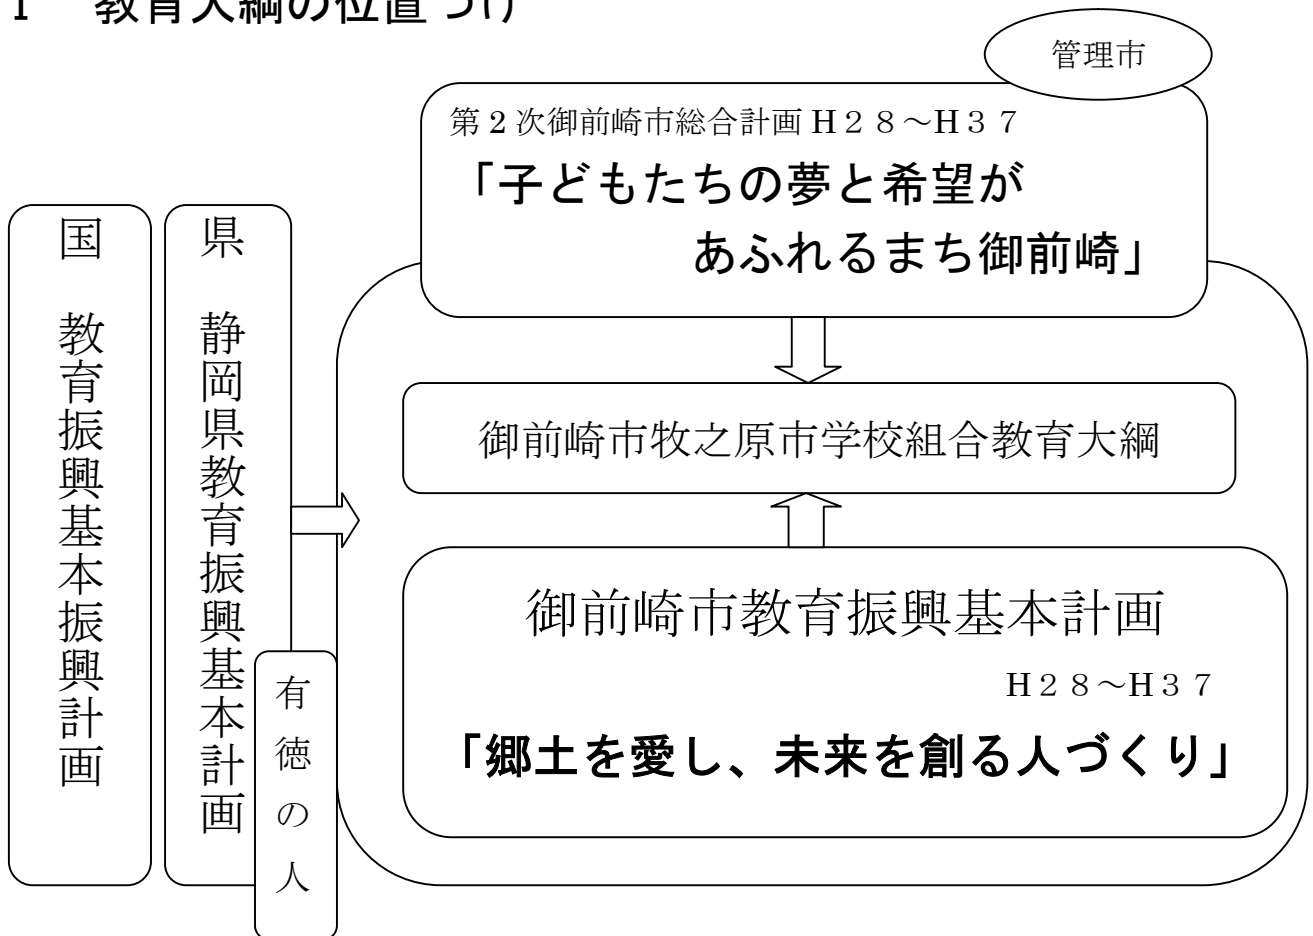 1 教育大綱の位置づけ
管理市
第2次御前崎市総合計画H28~H37
「子どもたちの夢と希望が
あふれるまち御前崎」
国 教育振興基本振興計画
県 静岡県教育振興基本計画
有徳の人
御前崎市牧之原市学校組合教育大綱
御前崎市教育振興基本計画
H28~H37
「郷土を愛し、未来を創る人づくり」